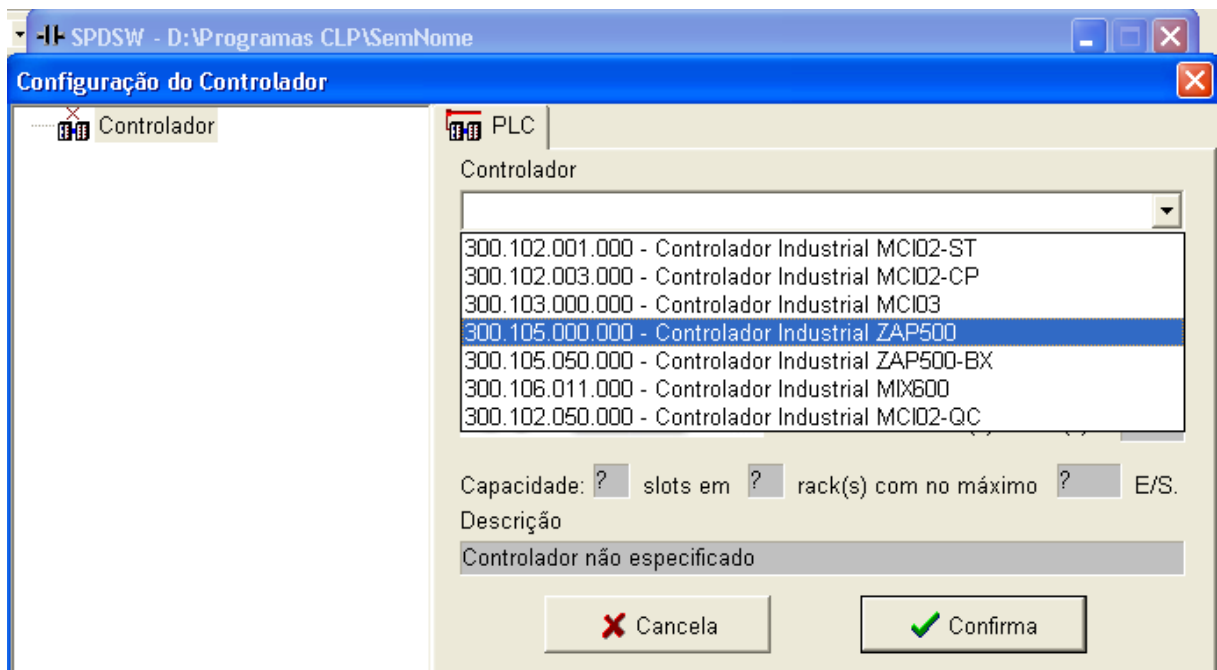 SPDSW - D:\Programas CLP\SemNome
Configuração do Controlador
Controlador
PLC
Controlador
300.102.001.000 - Controlador Industrial MCI02-ST
300.102.003.000 - Controlador Industrial MCI02-CP
300.103.000.000 - Controlador Industrial MCI03
300.105.000.000 - Controlador Industrial ZAP500
300.105.050.000 - Controlador Industrial ZAP500-BX
300.106.011.000 - Controlador Industrial MIX600
300.102.050.000 - Controlador Industrial MCI02-QC
Capacidade: ? slots em ? rack(s) com no máximo ? E/S.
Descrição
Controlador não especificado
Cancela Confirma